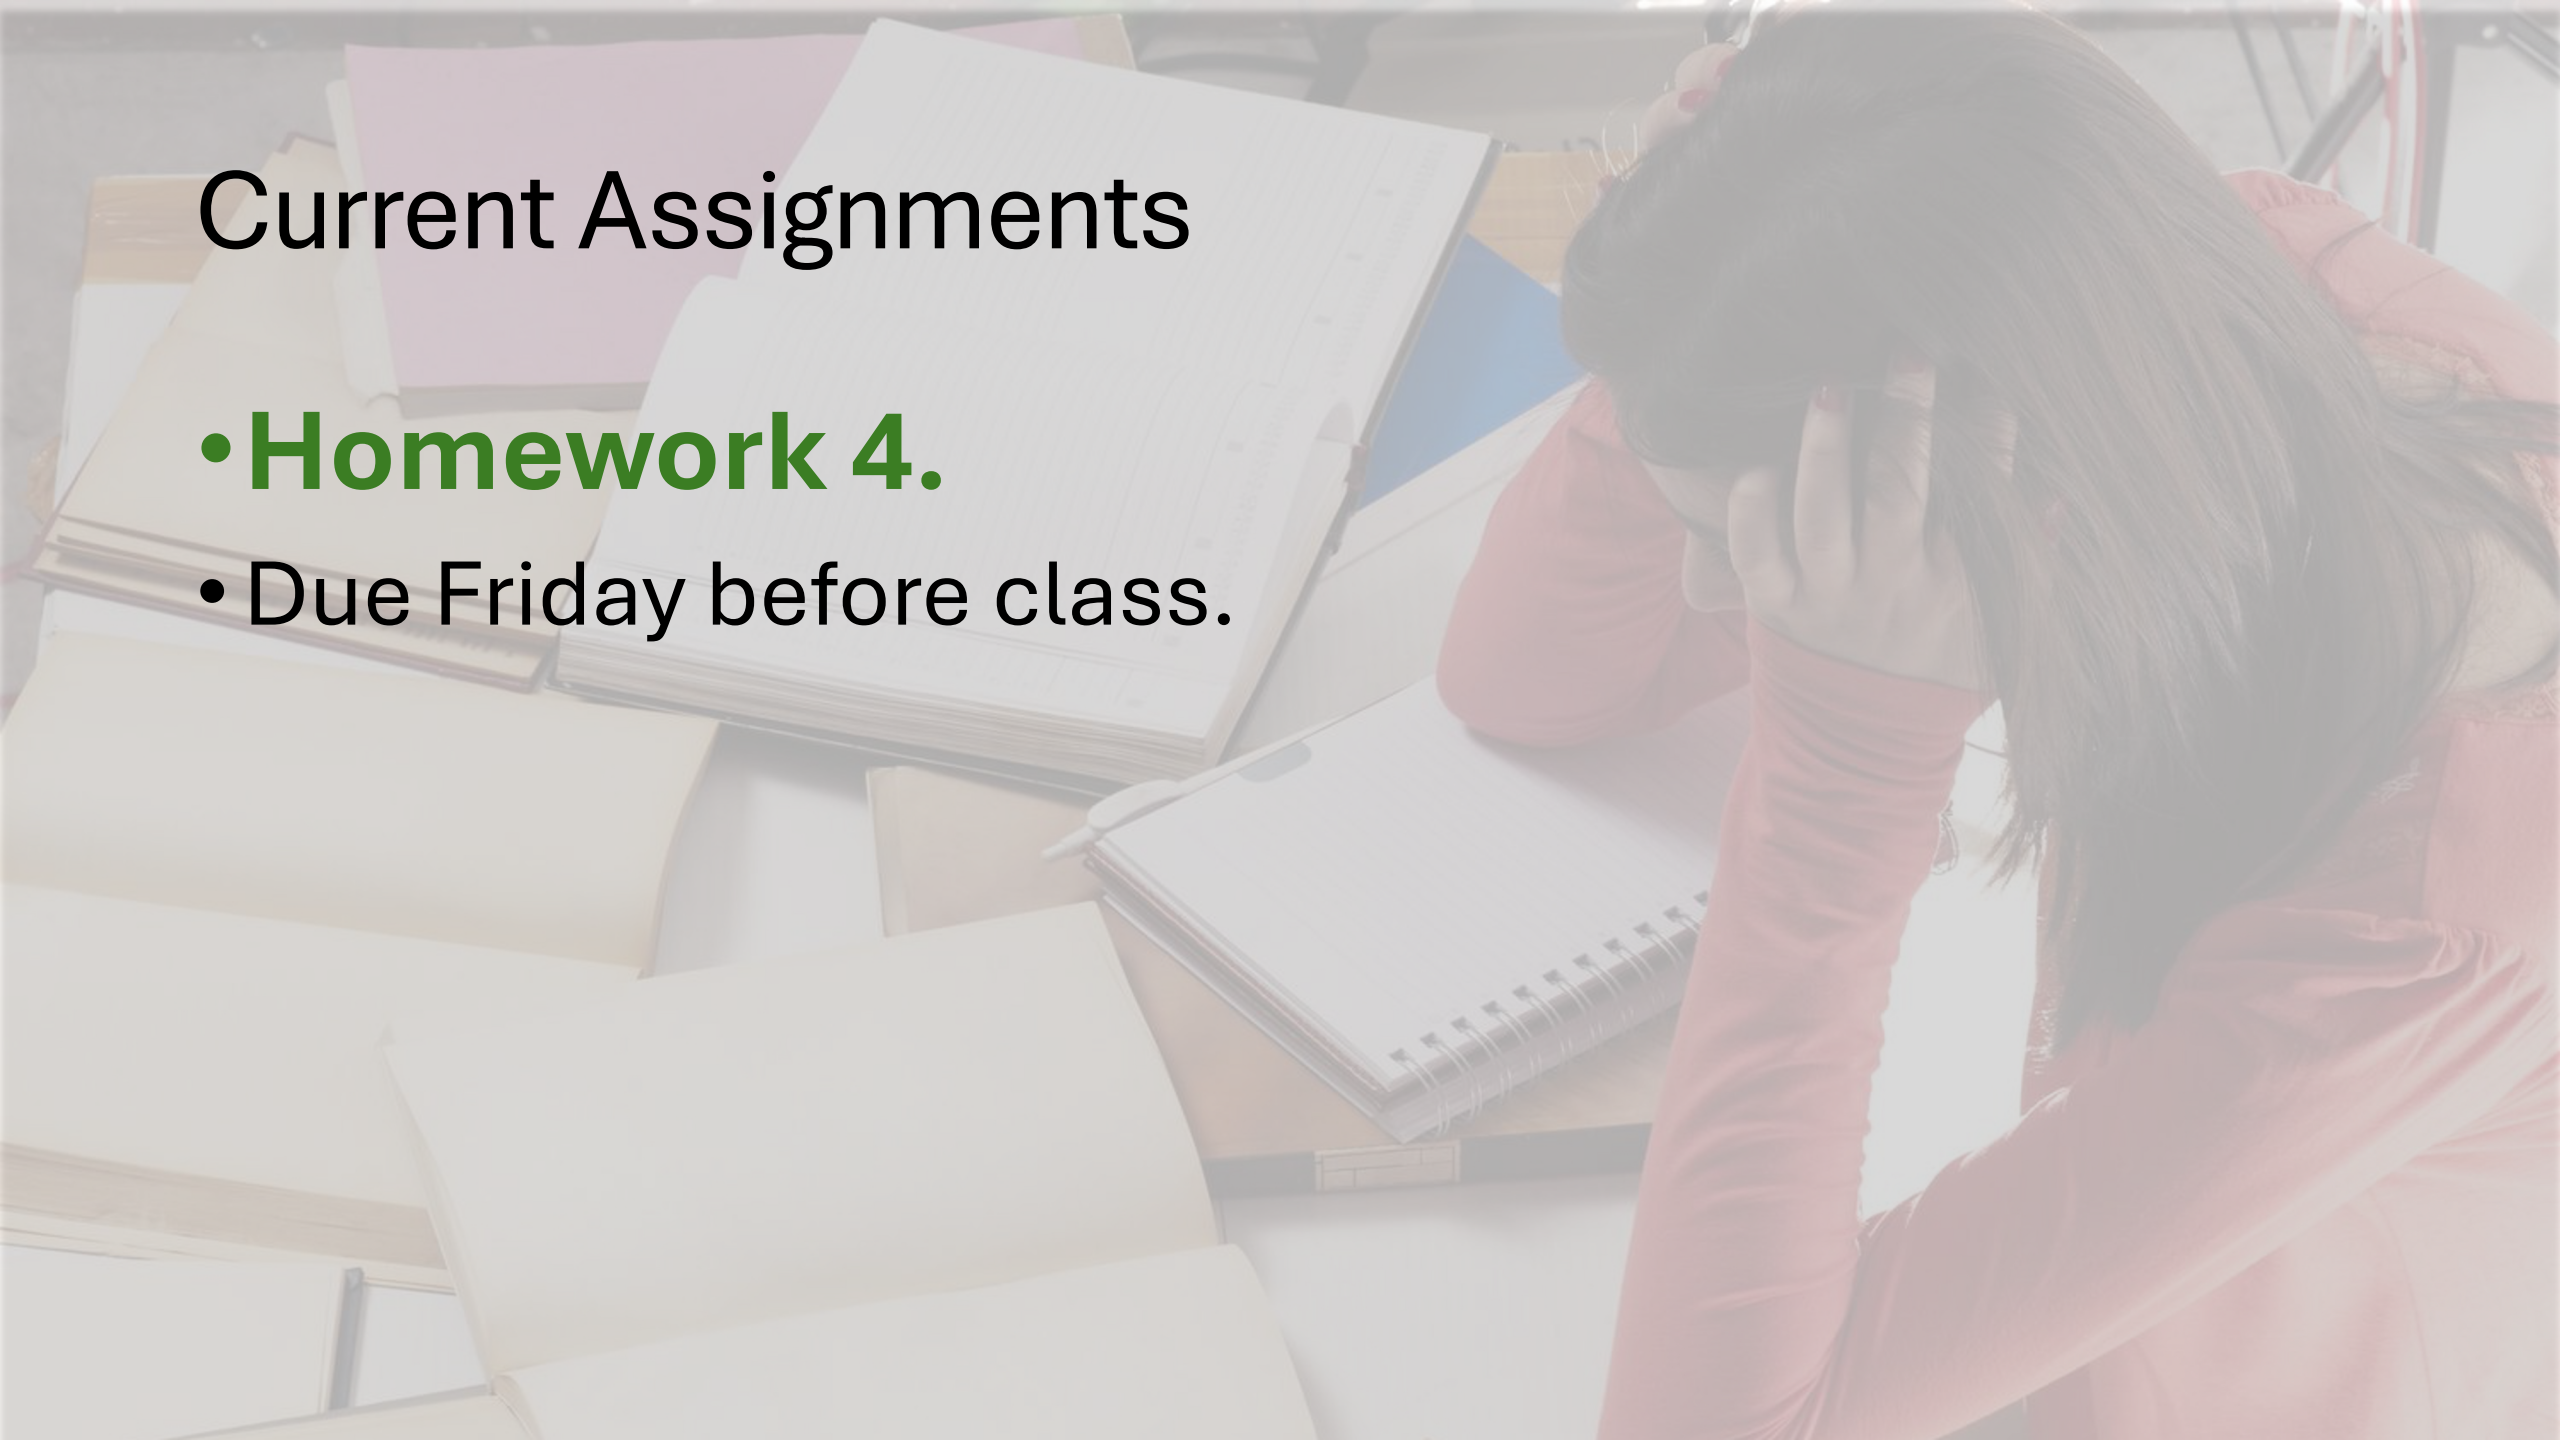 Current Assignments
•Homework 4.
•Due Friday before class.